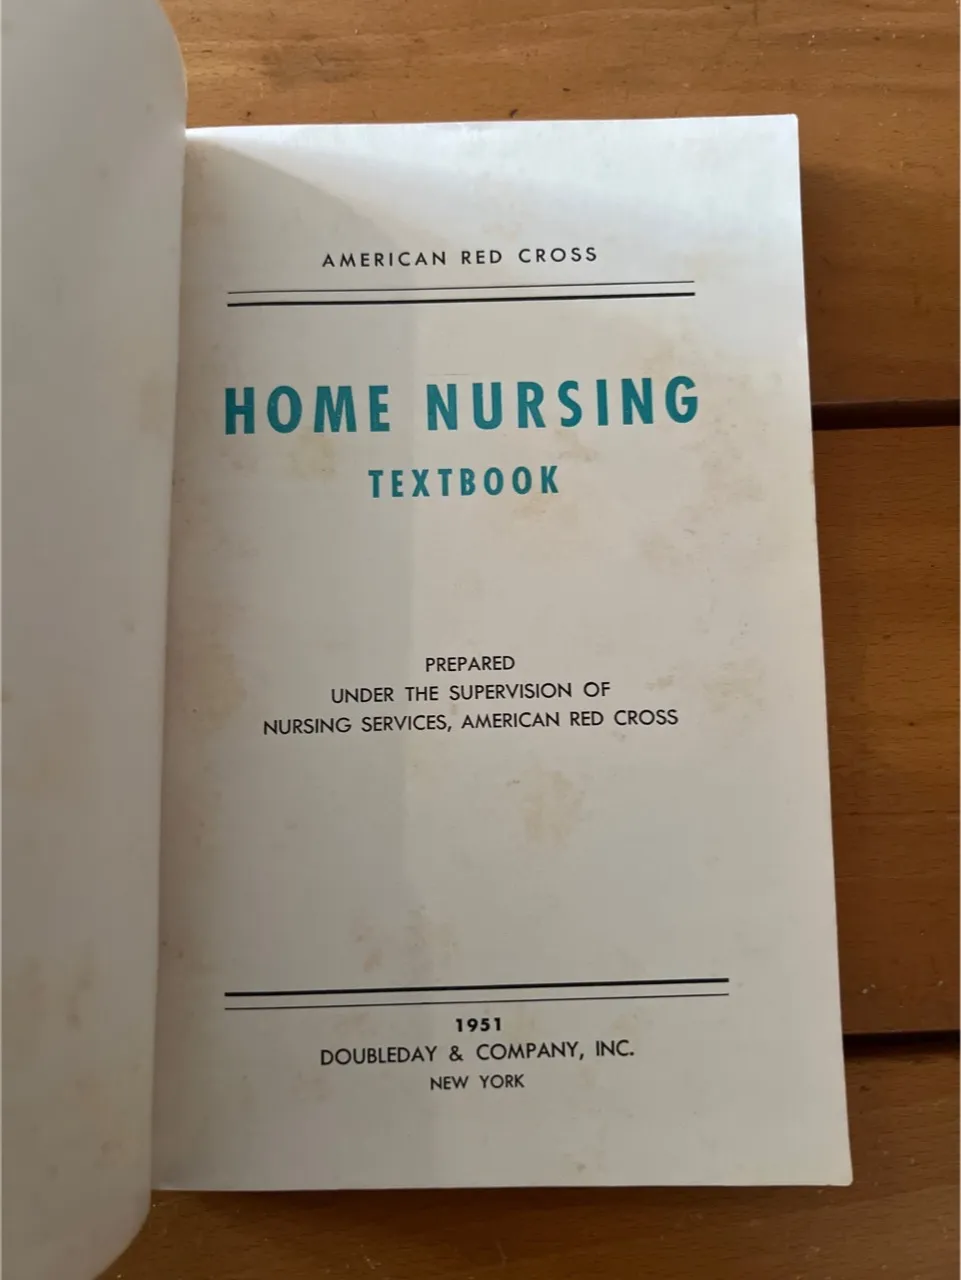 AMERICAN RED CROSS
HOME NURSING
TEXTBOOK
PREPARED
UNDER THE SUPERVISION OF
NURSING SERVICES, AMERICAN RED CROSS
1951
DOUBLEDAY & COMPANY, INC.
NEW YORK